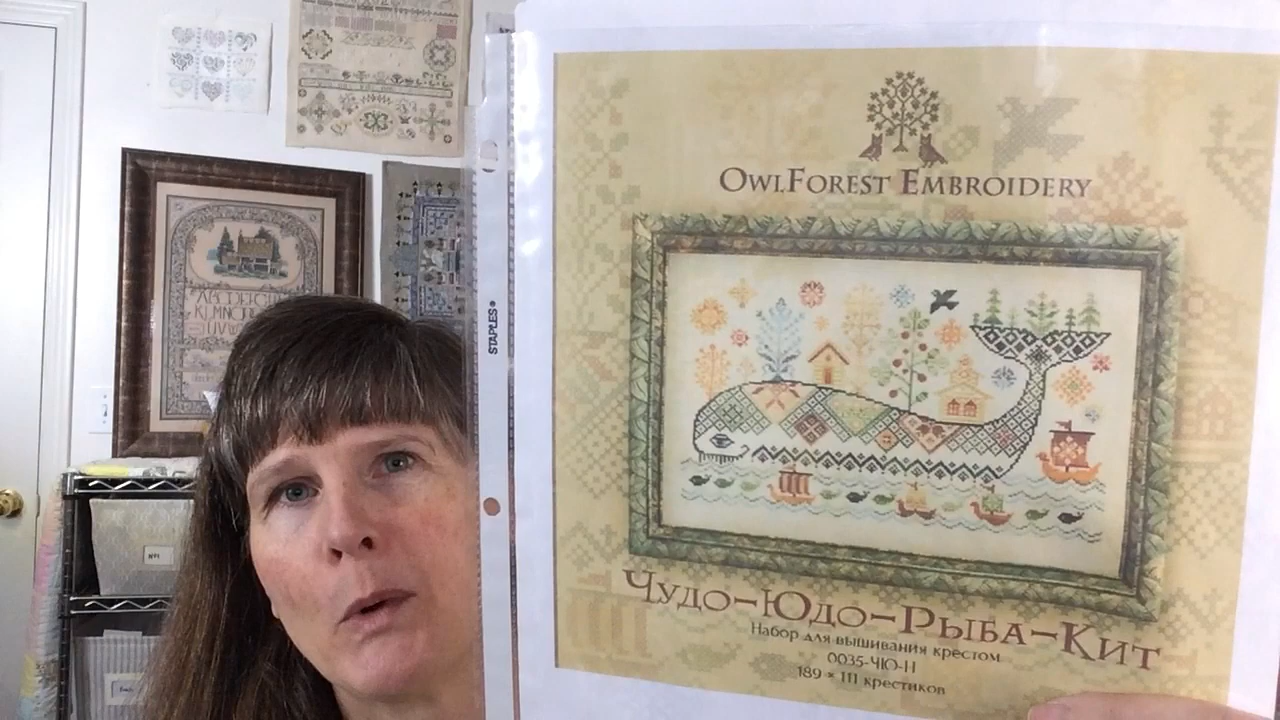 STAPLES®
OwlForest Embroidery
Чудо-Юдо-Рыба-Кит
Набор для вышивания крестом
0035-ЧЮ-Н
189 × 111 крестиков